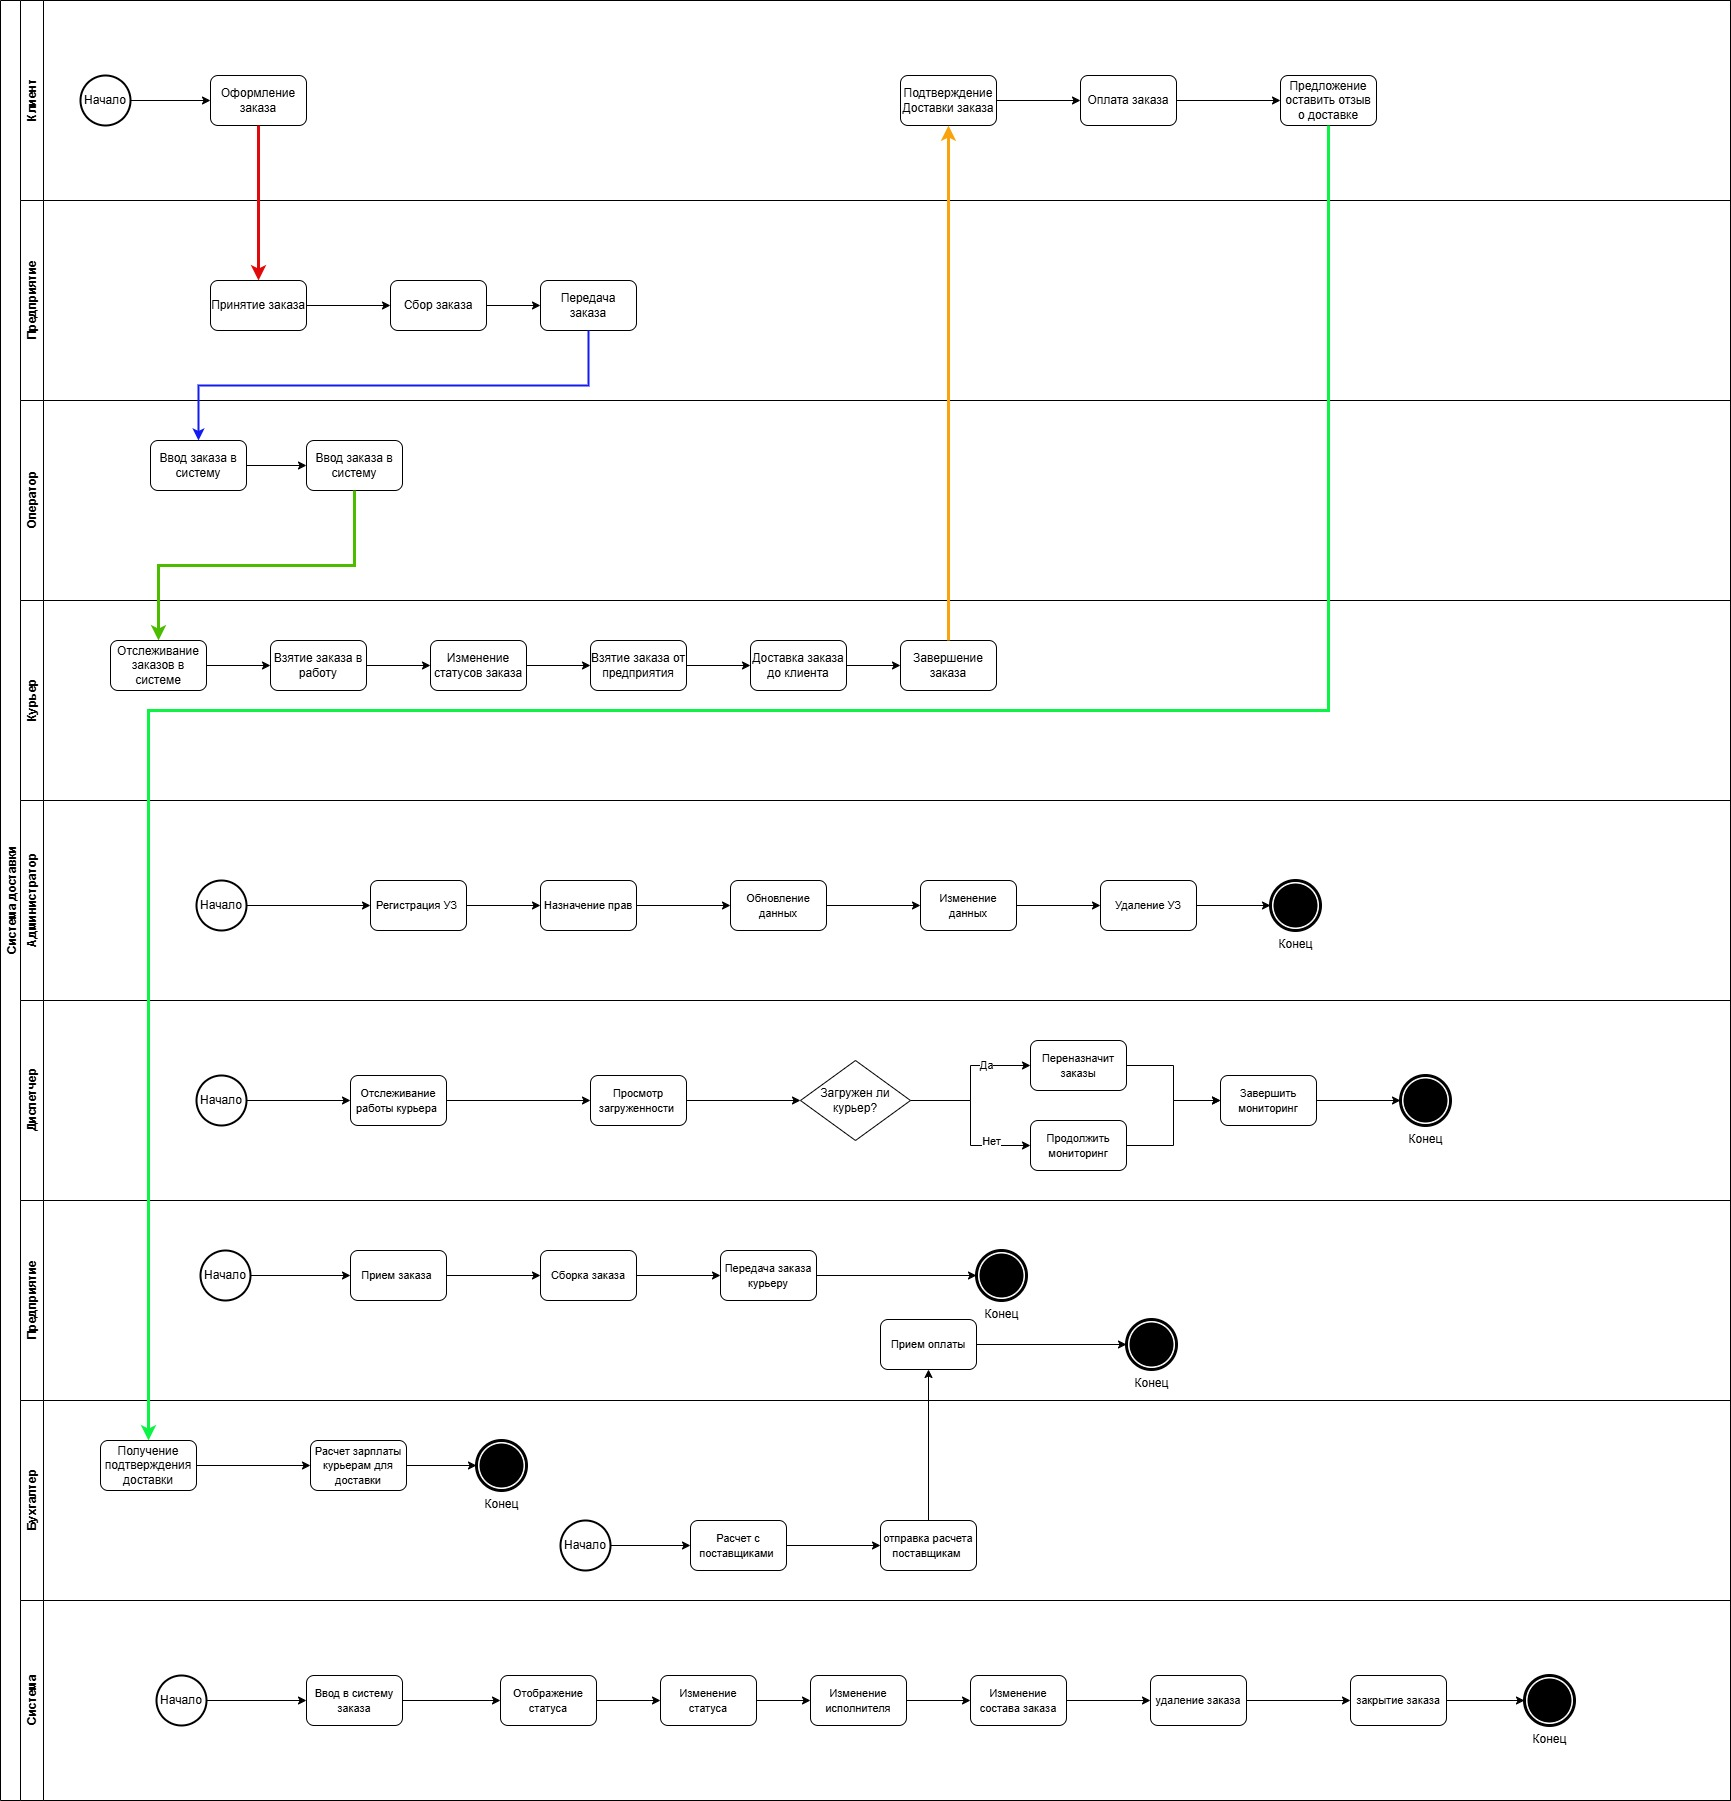 Система доставки
Клиент
Начало
Оформление
заказа
Подтверждение
Доставки заказа
Оплата заказа
Предложение
оставить отзыв
о доставке
Предприятие
Принятие заказа
Сбор заказа
Передача
заказа
Оператор
Ввод заказа в
систему
Ввод заказа в
систему
Курьер
Отслеживание
заказов в
системе
Взятие заказа в
работу
Изменение
статусов заказа
Взятие заказа от
предприятия
Доставка заказа
до клиента
Завершение
заказа
Администратор
Начало
Регистрация УЗ
Назначение прав
Обновление
данных
Изменение
данных
Удаление УЗ
Конец
Диспетчер
Начало
Отслеживание
работы курьера
Просмотр
загруженности
Загружен ли
курьер?
Да
Переназначит
заказы
Нет
Продолжить
мониторинг
Завершить
мониторинг
Конец
Предприятие
Начало
Прием заказа
Сборка заказа
Передача заказа
курьеру
Конец
Прием оплаты
Конец
Бухгалтер
Получение
подтверждения
доставки
Расчет зарплаты
курьерам для
доставки
Конец
Начало
Расчет с
поставщиками
отправка расчета
поставщикам
Система
Начало
Ввод в систему
заказа
Отображение
статуса
Изменение
статуса
Изменение
исполнителя
Изменение
состава заказа
удаление заказа
закрытие заказа
Конец